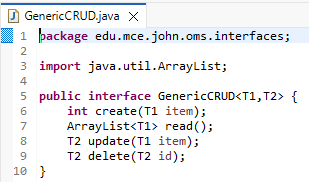 GenericCRUD.java
1 package edu.mce.john.oms.interfaces;
2
3 import java.util.ArrayList;
4
5 public interface GenericCRUD<T1,T2> {
6     int create(T1 item);
7     ArrayList<T1> read();
8     T2 update(T1 item);
9     T2 delete(T2 id);
10 }